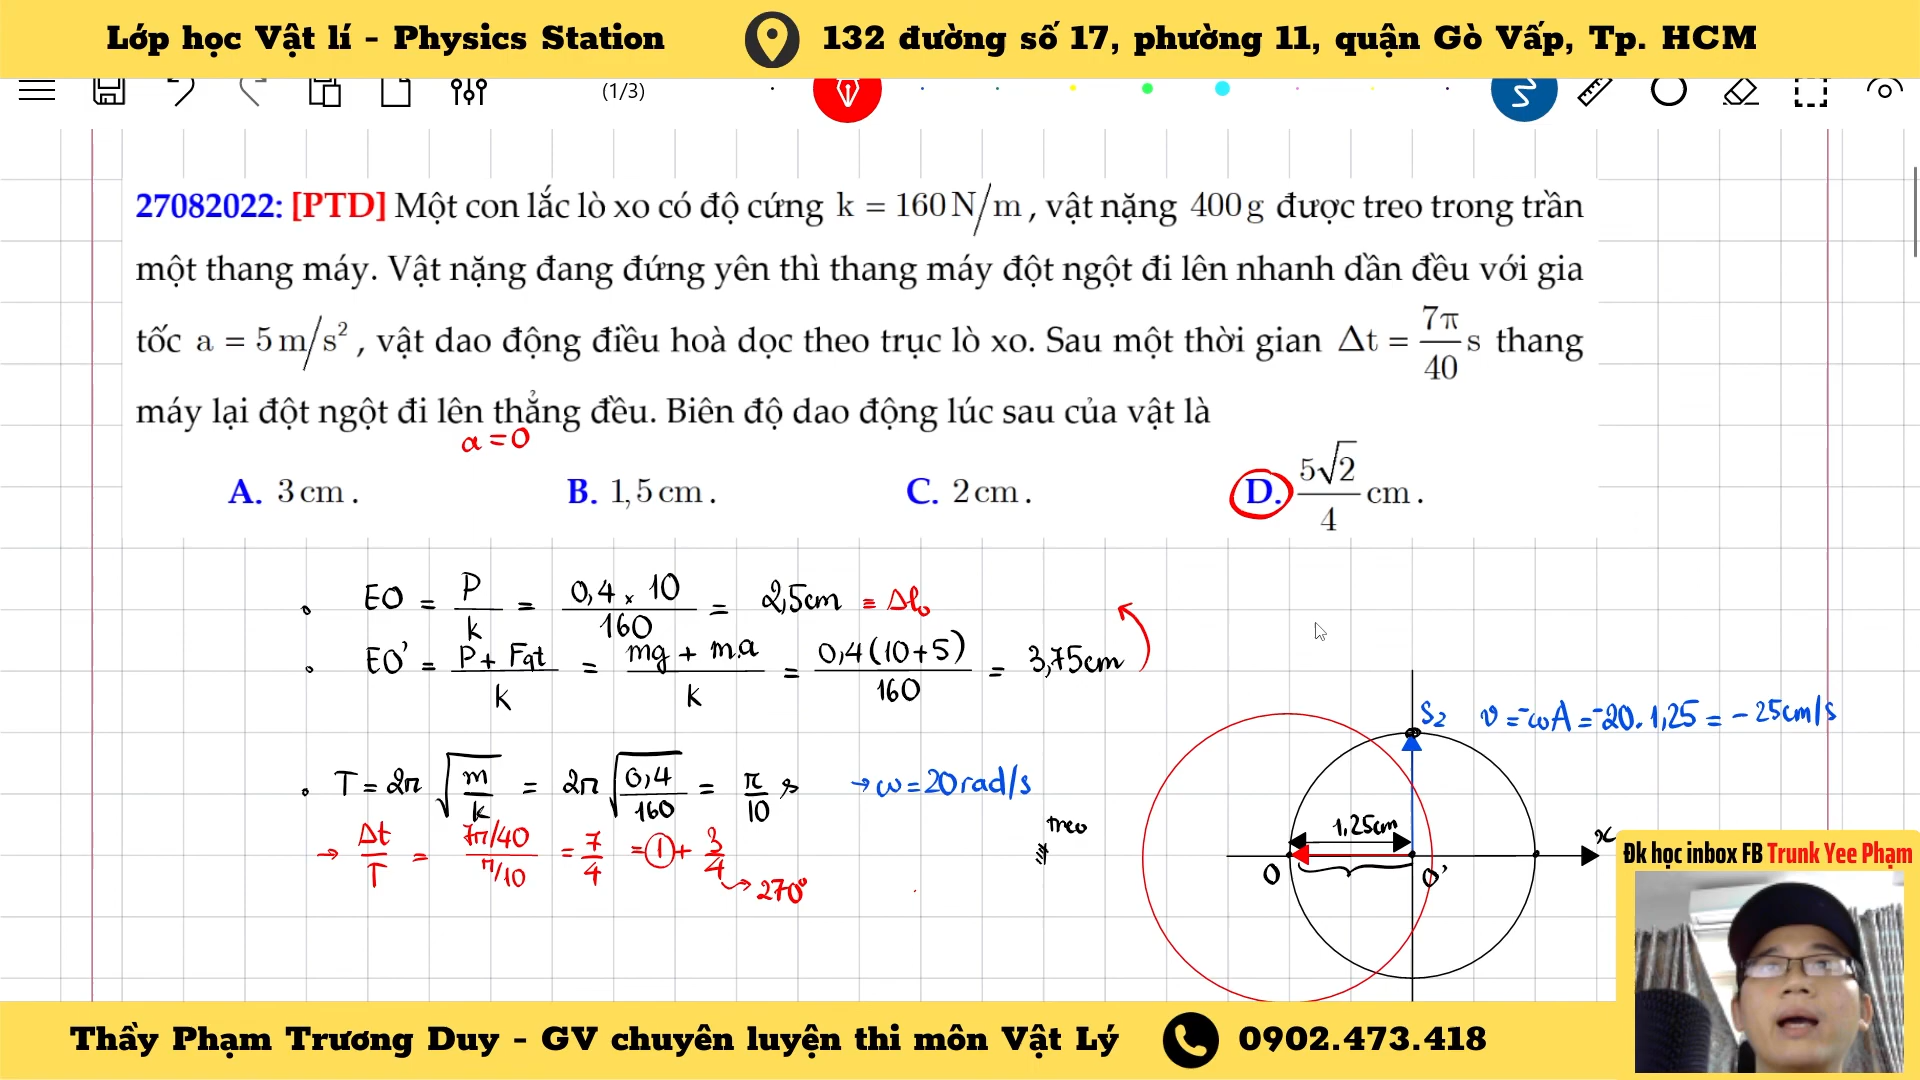 Lớp học Vật lí - Physics Station
132 đường số 17, phường 11, quận Gò Vấp, Tp. HCM
(1/3)
27082022: [PTD] Một con lắc lò xo có độ cứng k = 160 N/m, vật nặng 400 g được treo trong trần
một thang máy. Vật nặng đang đứng yên thì thang máy đột ngột đi lên nhanh dần đều với gia
tốc a = 5 m/s², vật dao động điều hoà dọc theo trục lò xo. Sau một thời gian Δt = 7π/40 s thang
máy lại đột ngột đi lên thẳng đều. Biên độ dao động lúc sau của vật là
a = 0
A. 3 cm. B. 1,5 cm. C. 2 cm. D. 5√2/4 cm.
• EO = P/k = 0,4 × 10/160 = 2,5cm ≡ Δl₀
• EO' = P + Fqt/k = mg + m.a/k = 0,4(10+5)/160 = 3,75cm
• T = 2π √(m/k) = 2π √(0,4/160) = π/10 s → ω = 20 rad/s
→ Δt/T = 7π/40/π/10 = 7/4 = 1 + 3/4 → 270°
S₂ v = -ωA = -20. 1,25 = - 25cm/s
treo
1,25cm
x
O
O'
Đk học inbox FB Trunk Yee Phạm
Thầy Phạm Trương Duy - GV chuyên luyện thi môn Vật Lý
0902.473.418